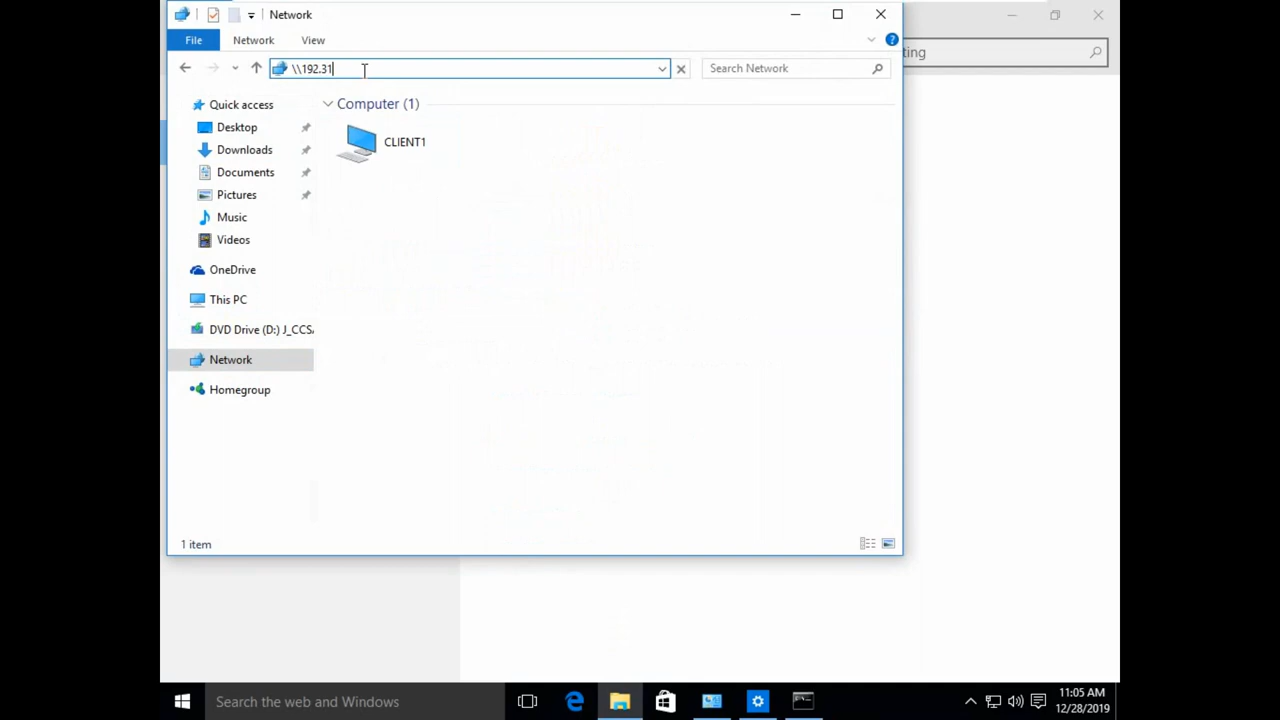 Network
File
Network
View
\\192.31
Search Network
ting
Quick access
Desktop
Downloads
Documents
Pictures
Music
Videos
OneDrive
This PC
DVD Drive (D:) J_CCSA
Network
Homegroup
Computer (1)
CLIENT1
1 item
Search the web and Windows
11:05 AM
12/28/2019